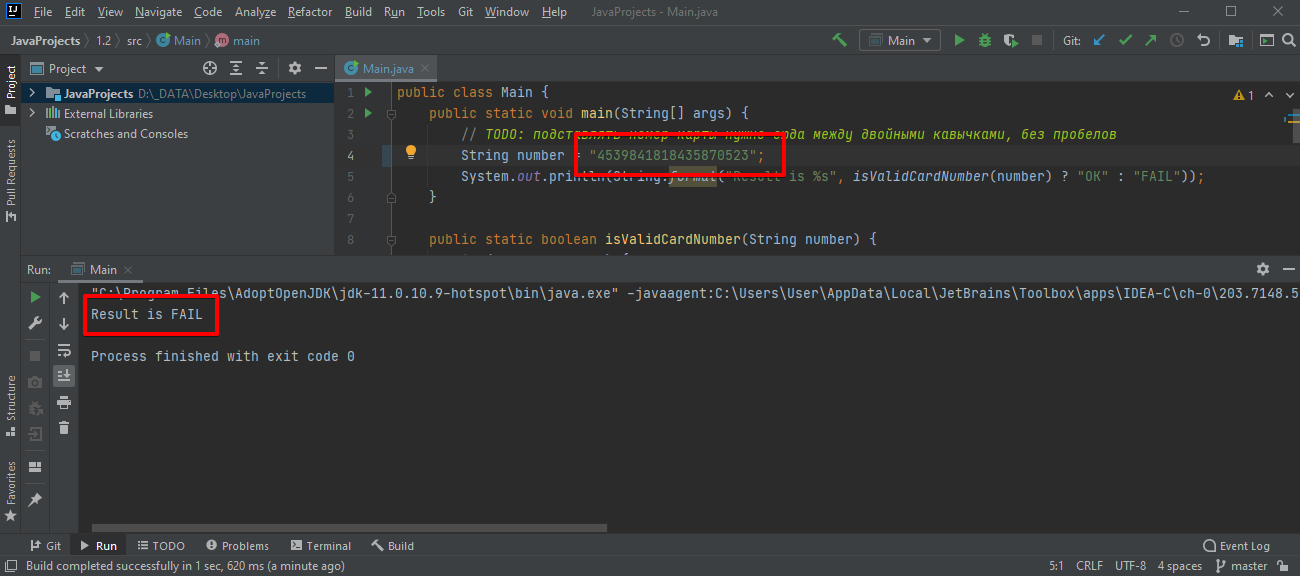 File Edit View Navigate Code Analyze Refactor Build Run Tools Git Window Help JavaProjects - Main.java
JavaProjects 1.2 src Main main Main Git:
Project Main.java
Project
Pull Requests
Structure
Favorites
JavaProjects D:\_DATA\Desktop\JavaProjects
External Libraries
Scratches and Consoles
1 public class Main {
2 public static void main(String[] args) {
3 // TODO: подставлять номер карты нужно сюда между двойными кавычками, без пробелов
4 String number = "4539841818435870523";
5 System.out.println(String.format("Result is %s", isValidCardNumber(number) ? "OK" : "FAIL"));
6 }
7
8 public static boolean isValidCardNumber(String number) {
1
Run: Main
"C:\Program Files\AdoptOpenJDK\jdk-11.0.10.9-hotspot\bin\java.exe" -javaagent:C:\Users\User\AppData\Local\JetBrains\Toolbox\apps\IDEA-C\ch-0\203.7148.5
Result is FAIL
Process finished with exit code 0
Git Run TODO Problems Terminal Build Event Log
Build completed successfully in 1 sec, 620 ms (a minute ago) 5:1 CRLF UTF-8 4 spaces master